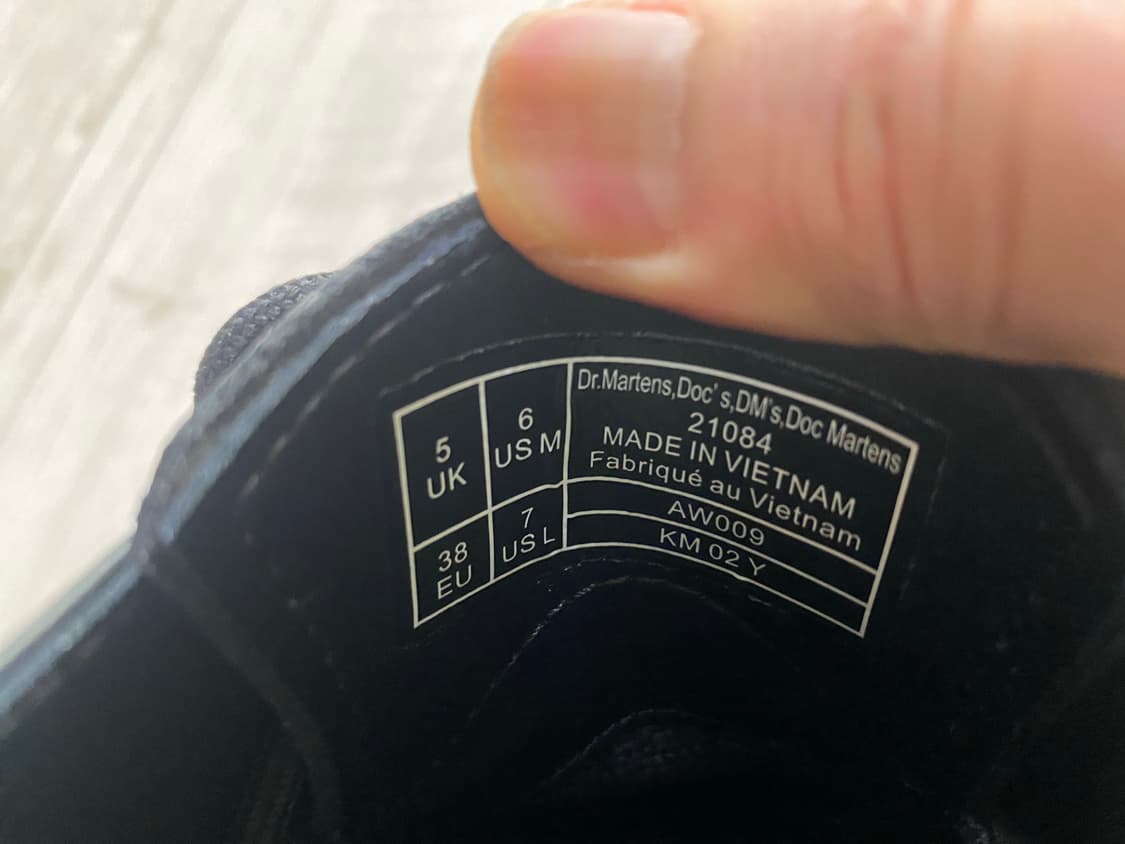 5
UK
6
US M
38
EU
7
US L
Dr.Martens,Doc's,DM's,Doc Martens
21084
MADE IN VIETNAM
Fabriqué au Vietnam
AW009
KM 02 Y